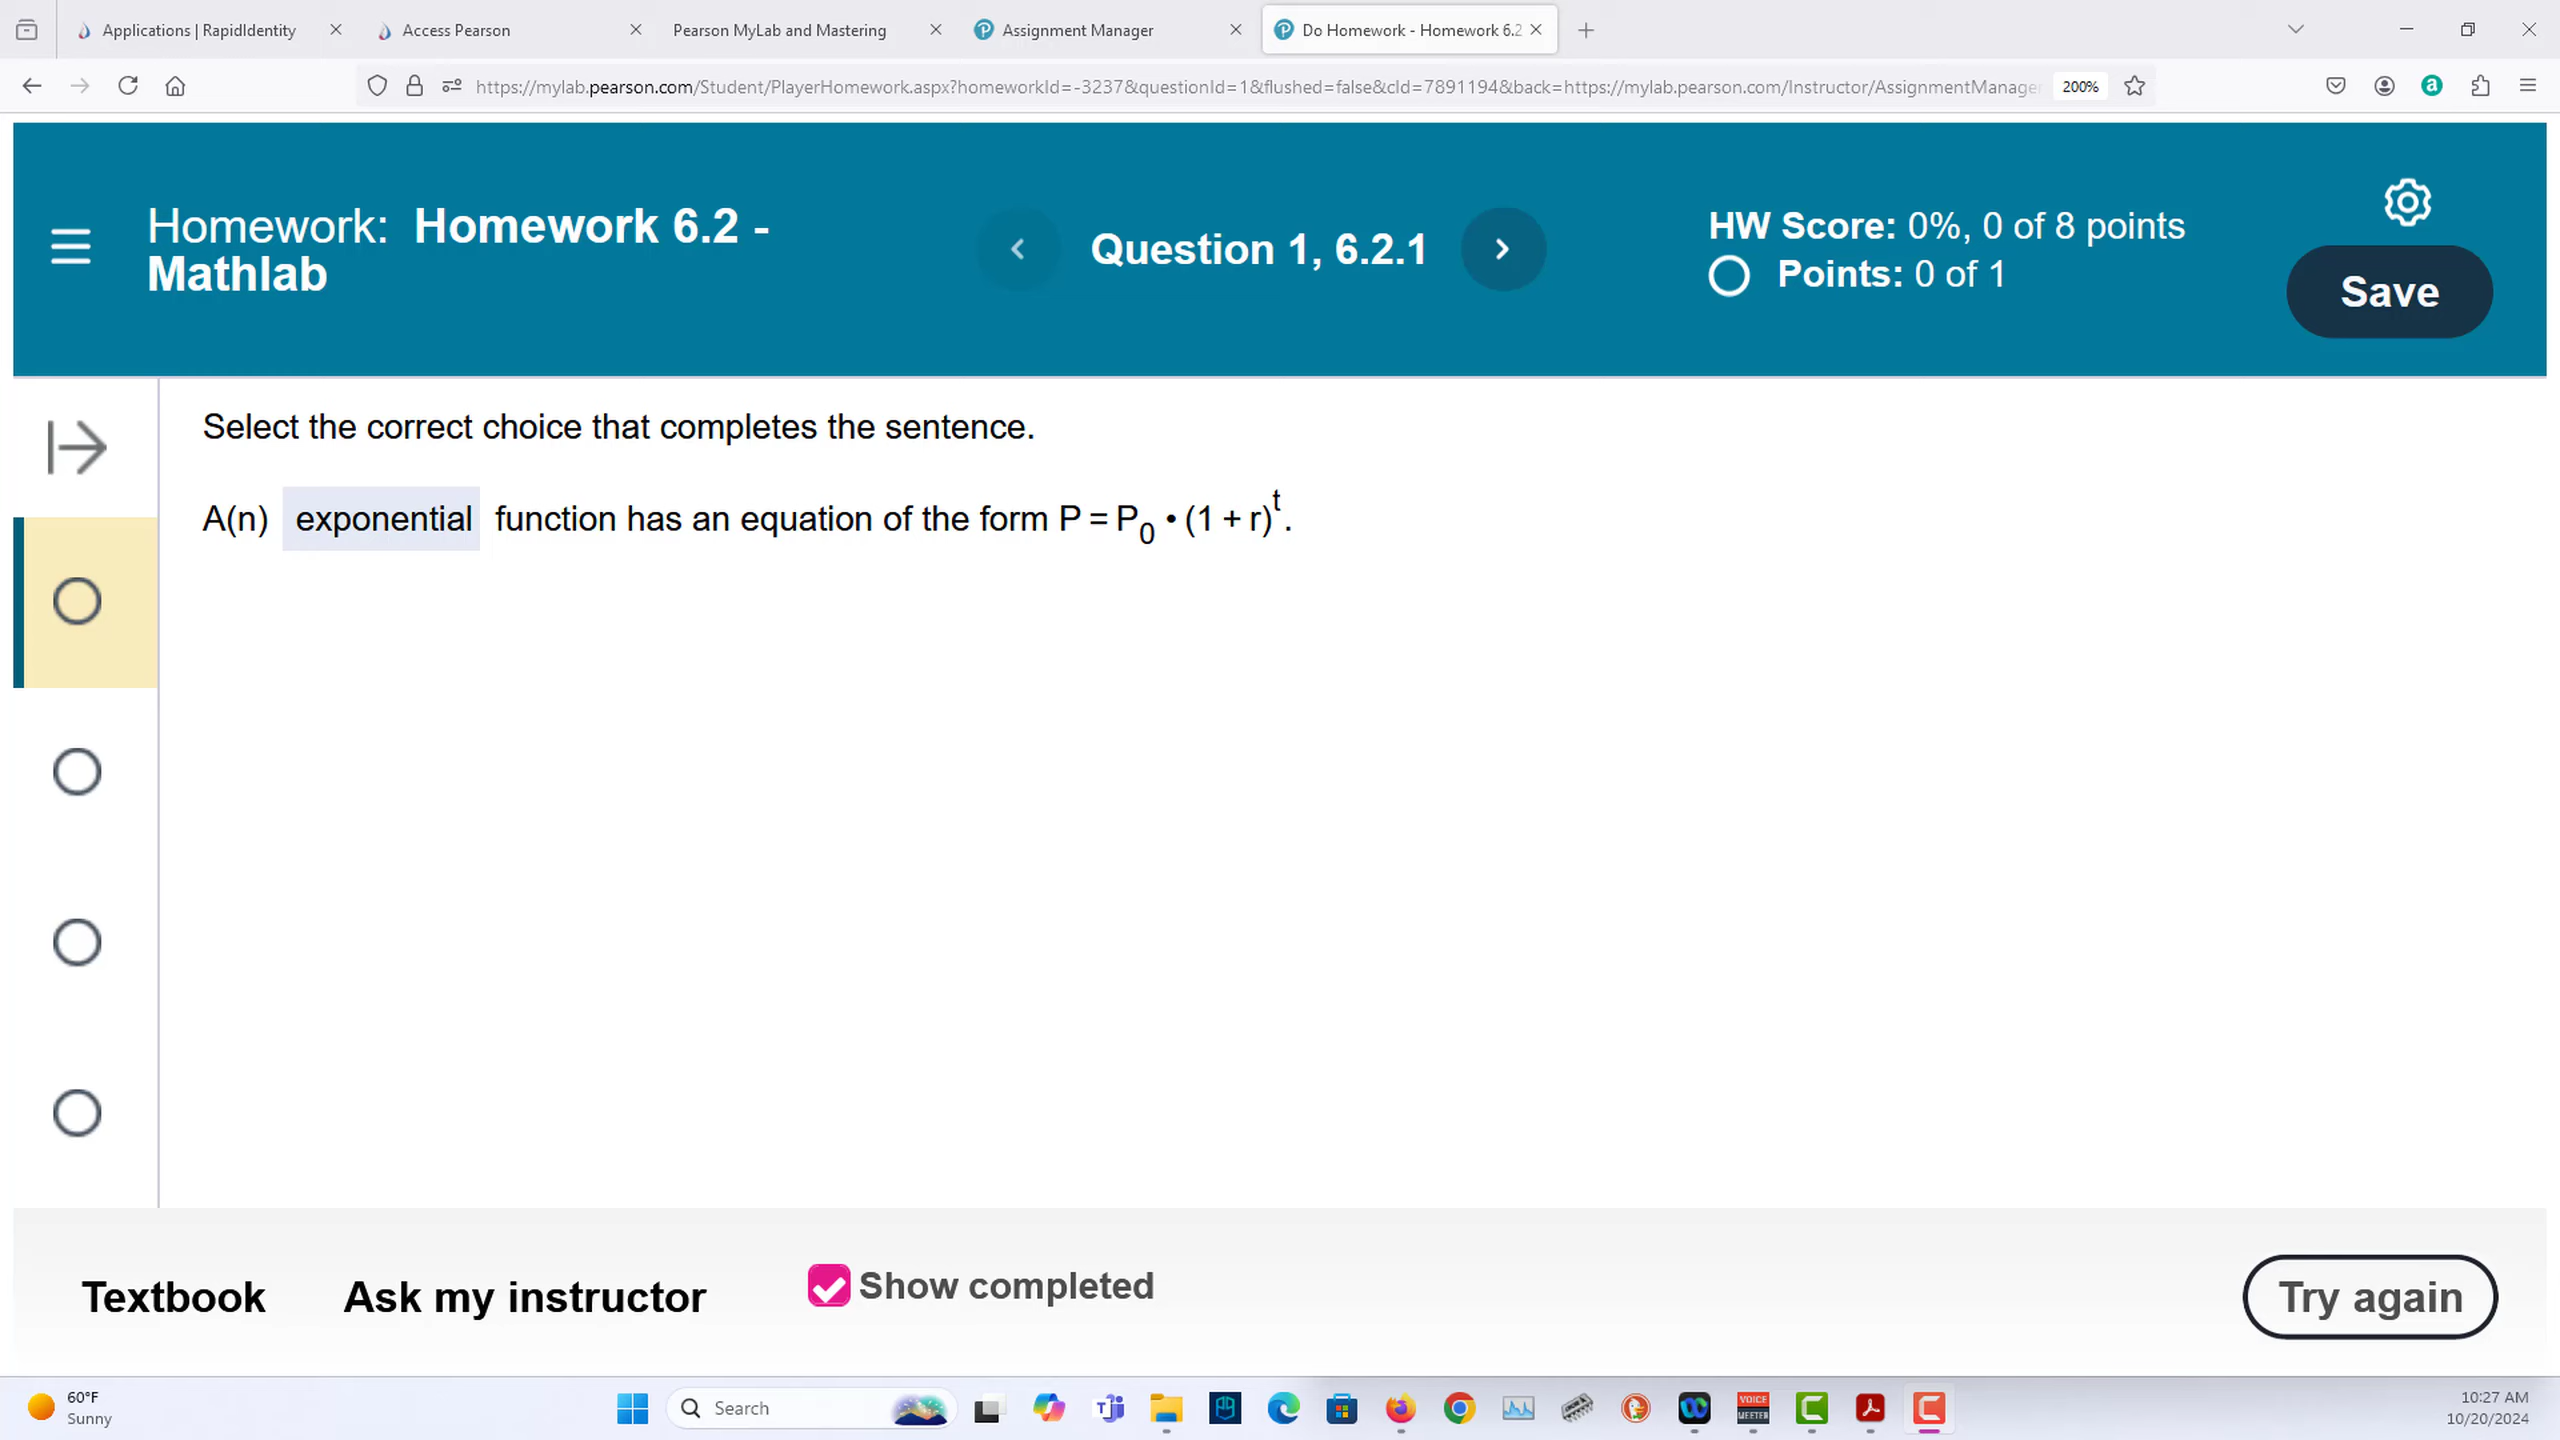 Applications | RapidIdentity
Access Pearson
Pearson MyLab and Mastering
Assignment Manager
Do Homework - Homework 6.2
https://mylab.pearson.com/Student/PlayerHomework.aspx?homeworkId=-3237&questionId=1&flushed=false&cId=7891194&back=https://mylab.pearson.com/Instructor/AssignmentManage
200%
Homework: Homework 6.2 -
Mathlab
Question 1, 6.2.1
HW Score: 0%, 0 of 8 points
Points: 0 of 1
Save
Select the correct choice that completes the sentence.
A(n) exponential function has an equation of the form P = P₀ • (1 + r)ᵗ.
Textbook
Ask my instructor
Show completed
Try again
60°F
Sunny
Search
VOICE
MEETER
10:27 AM
10/20/2024